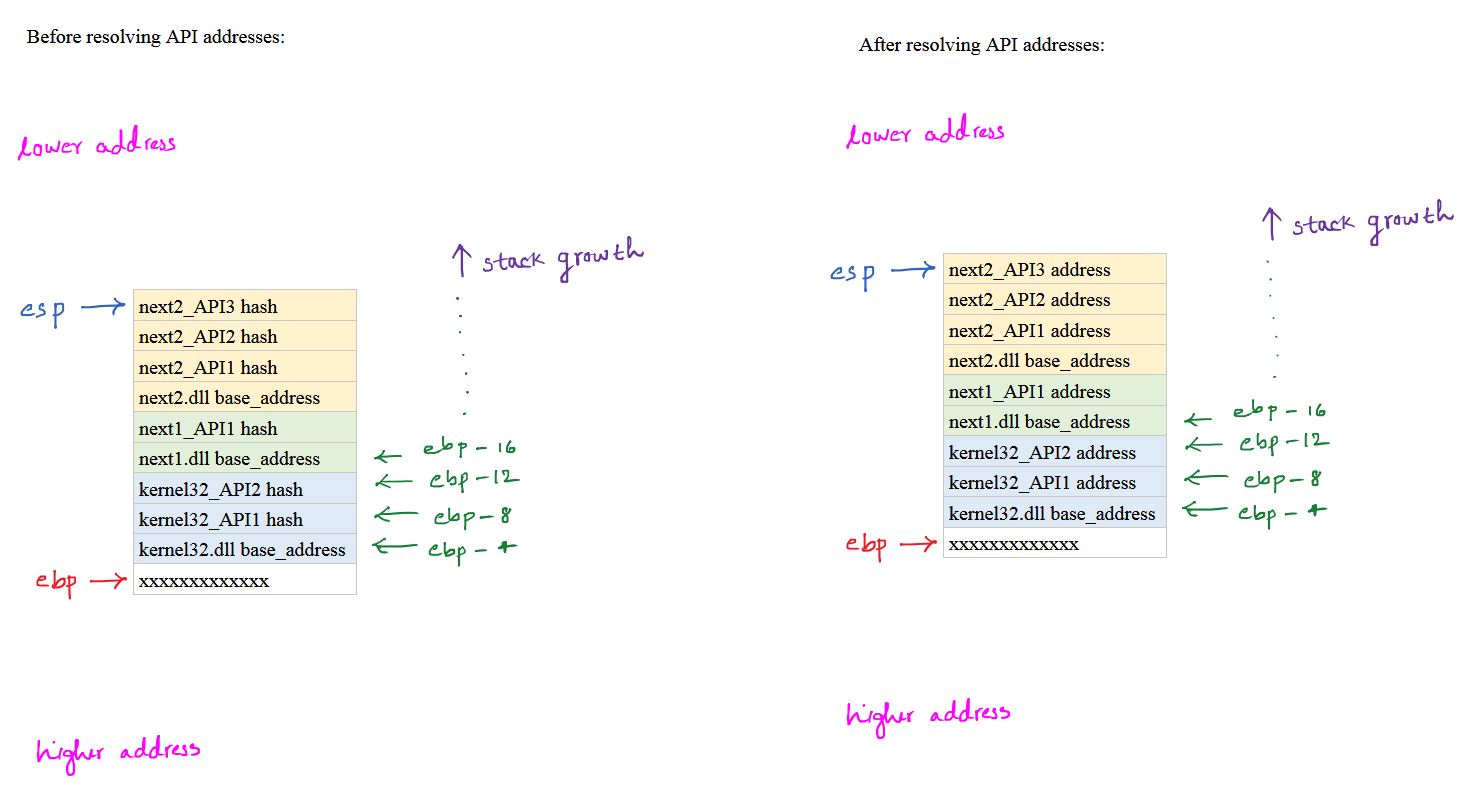 Before resolving API addresses:
lower address
↑ stack growth
esp →
next2_API3 hash
next2_API2 hash
next2_API1 hash
next2.dll base_address
next1_API1 hash
next1.dll base_address
← ebp - 16
kernel32_API2 hash
← ebp - 12
kernel32_API1 hash
← ebp - 8
kernel32.dll base_address
← ebp - 4
ebp →
xxxxxxxxxxxxx
higher address
After resolving API addresses:
lower address
↑ stack growth
esp →
next2_API3 address
next2_API2 address
next2_API1 address
next2.dll base_address
next1_API1 address
next1.dll base_address
← ebp - 16
kernel32_API2 address
← ebp - 12
kernel32_API1 address
← ebp - 8
kernel32.dll base_address
← ebp - 4
ebp →
xxxxxxxxxxxxx
higher address